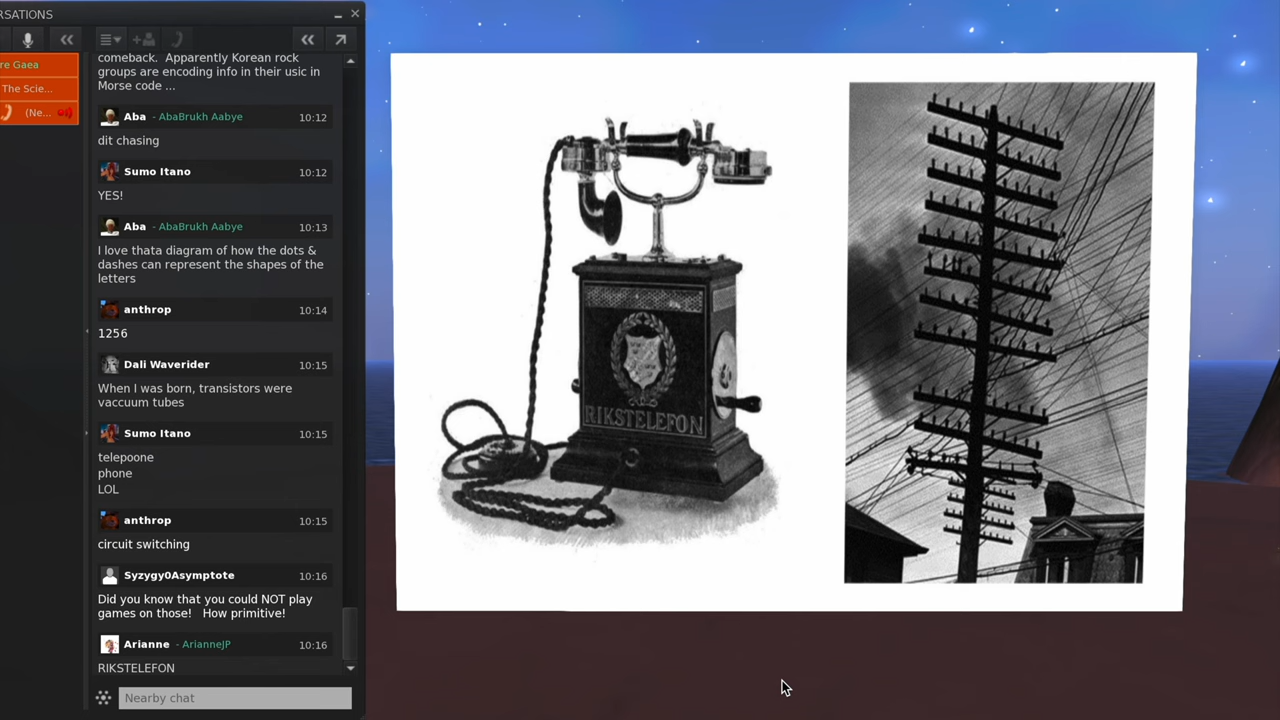 RSATIONS
re Gaea
The Scie...
(Ne...
comeback.  Apparently Korean rock
groups are encoding info in their usic in
Morse code ...
Aba - AbaBrukh Aabye 10:12
dit chasing
Sumo Itano 10:12
YES!
Aba - AbaBrukh Aabye 10:13
I love thata diagram of how the dots &
dashes can represent the shapes of the
letters
anthrop 10:14
1256
Dali Waverider 10:15
When I was born, transistors were
vaccuum tubes
Sumo Itano 10:15
telepoone
phone
LOL
anthrop 10:15
circuit switching
Syzygy0Asymptote 10:16
Did you know that you could NOT play
games on those!   How primitive!
Arianne - ArianneJP 10:16
RIKSTELEFON
Nearby chat
RIKSTELEFON